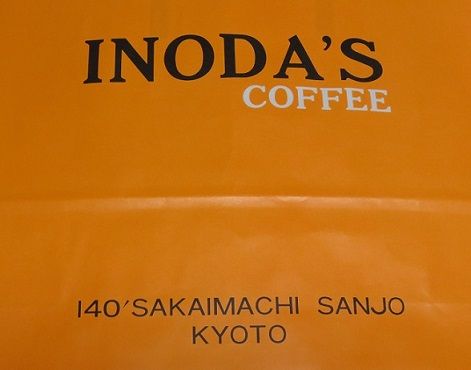 INODA'S
COFFEE
140'SAKAIMACHI SANJO
KYOTO